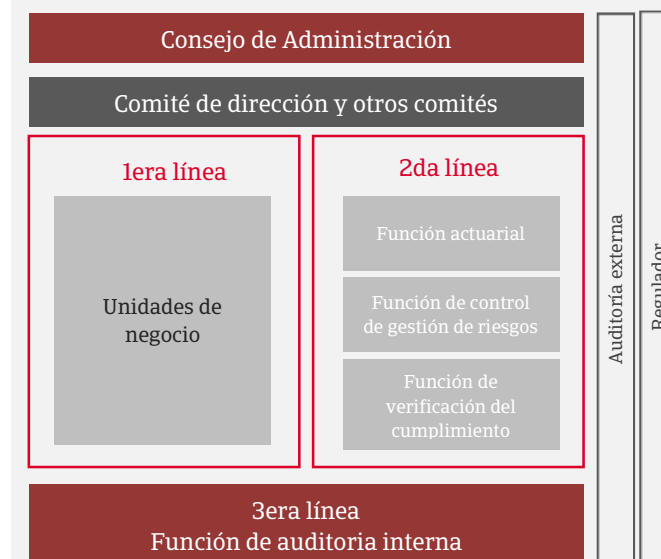 Consejo de Administración
Comité de dirección y otros comités
1era línea
Unidades de
negocio
2da línea
Función actuarial
Función de control
de gestión de riesgos
Función de
verificación del
cumplimiento
3era línea
Función de auditoria interna
Auditoría externa
Regulador